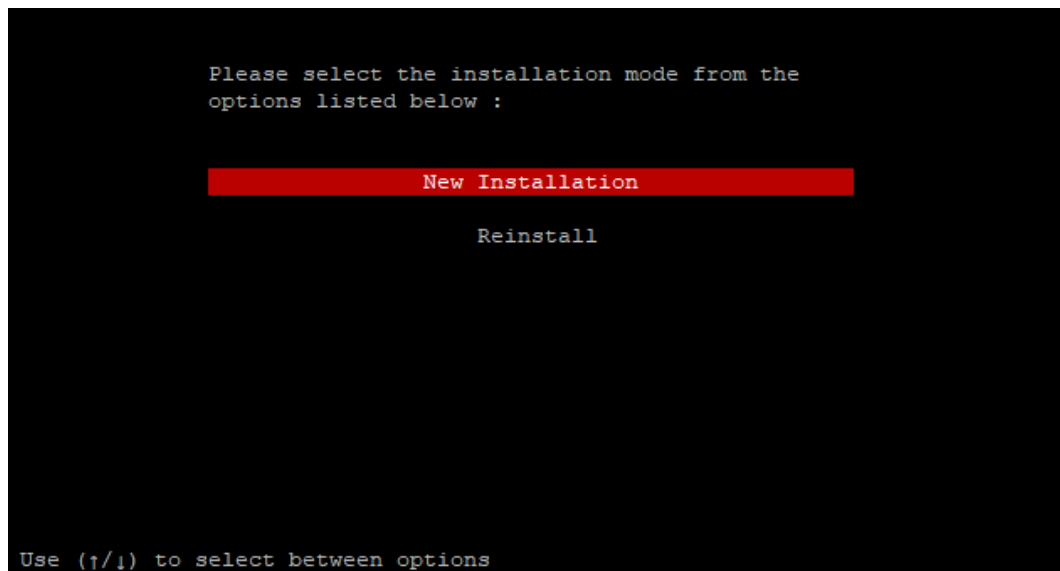 Please select the installation mode from the
options listed below :
New Installation
Reinstall
Use (↑/↓) to select between options